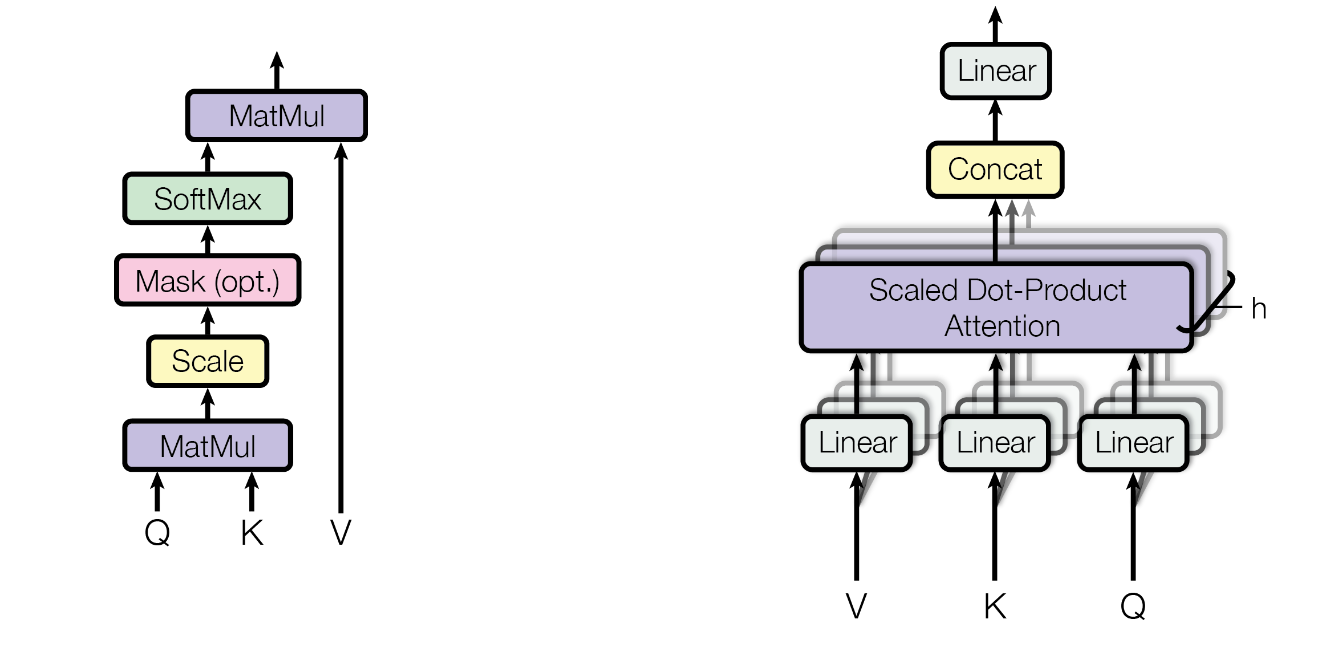 MatMul
SoftMax
Mask (opt.)
Scale
MatMul
Q K V
Linear
Concat
Scaled Dot-Product
Attention
h
Linear Linear Linear
V K Q